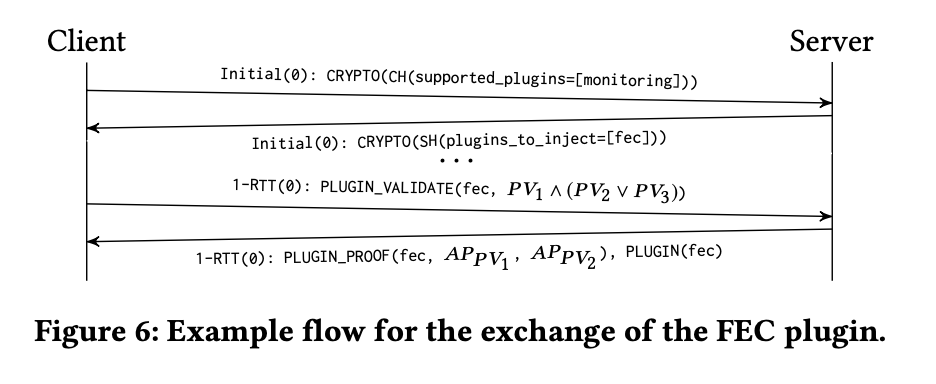 Client Server
Initial(0): CRYPTO(CH(supported_plugins=[monitoring]))
Initial(0): CRYPTO(SH(plugins_to_inject=[fec]))
...
1-RTT(0): PLUGIN_VALIDATE(fec, PV₁ ∧ (PV₂ ∨ PV₃))
1-RTT(0): PLUGIN_PROOF(fec, AP_PV₁, AP_PV₂), PLUGIN(fec)
Figure 6: Example flow for the exchange of the FEC plugin.